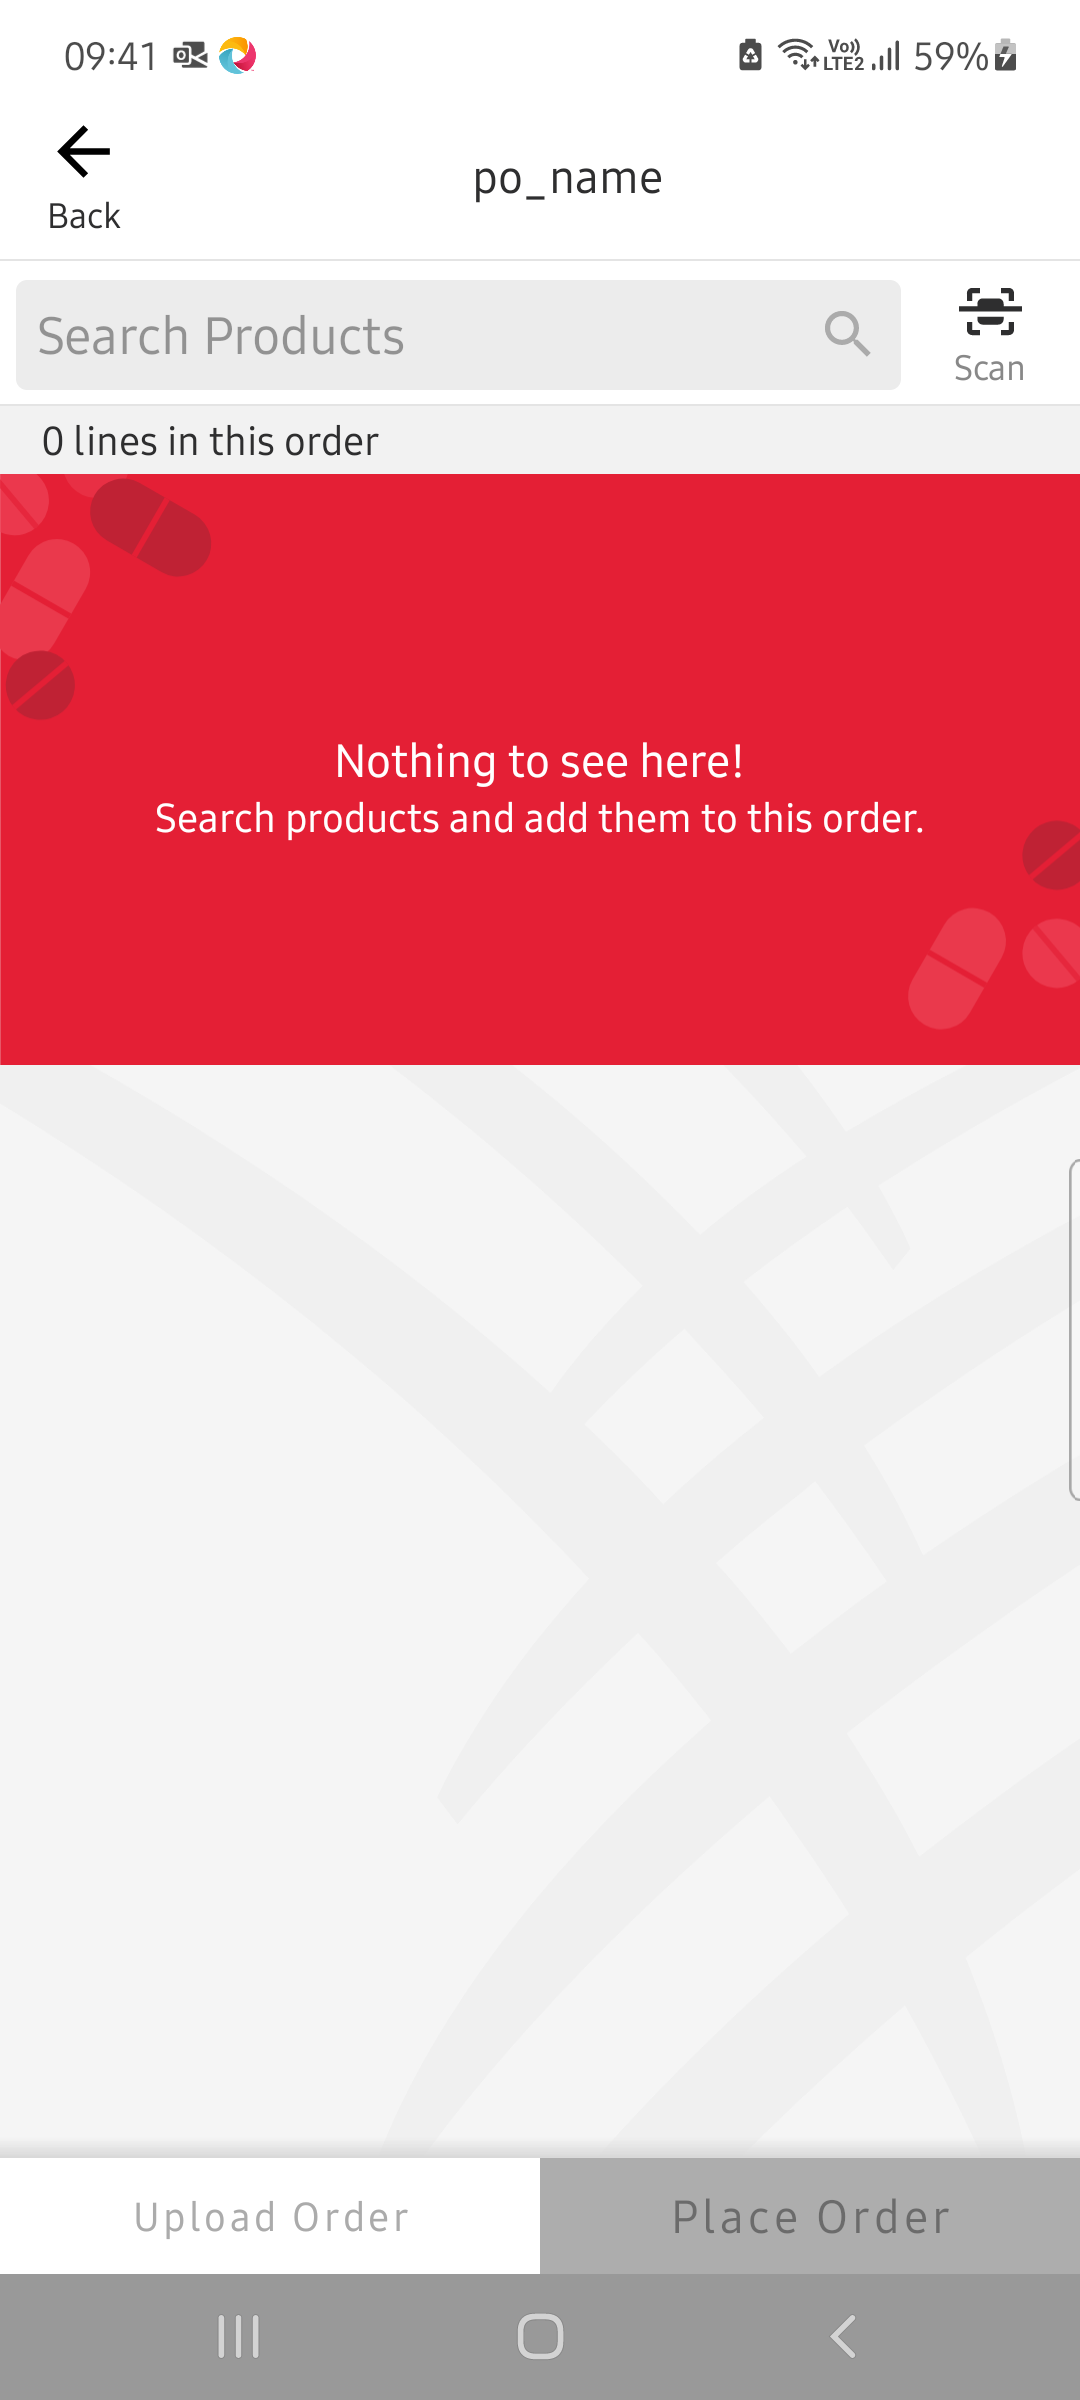 09:41
Vo)) LTE2 59%
po_name
Back
Search Products
Scan
0 lines in this order
Nothing to see here!
Search products and add them to this order.
Upload Order
Place Order